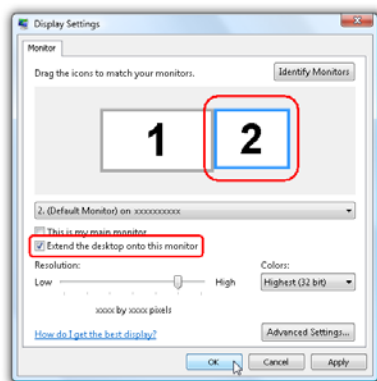 Display Settings
Monitor
Drag the icons to match your monitors.
Identify Monitors
1
2
2. (Default Monitor) on xxxxxxxxxx
This is my main monitor
Extend the desktop onto this monitor
Resolution:
Colors:
Low
High
Highest (32 bit)
xxxx by xxxx pixels
How do I get the best display?
Advanced Settings...
OK
Cancel
Apply